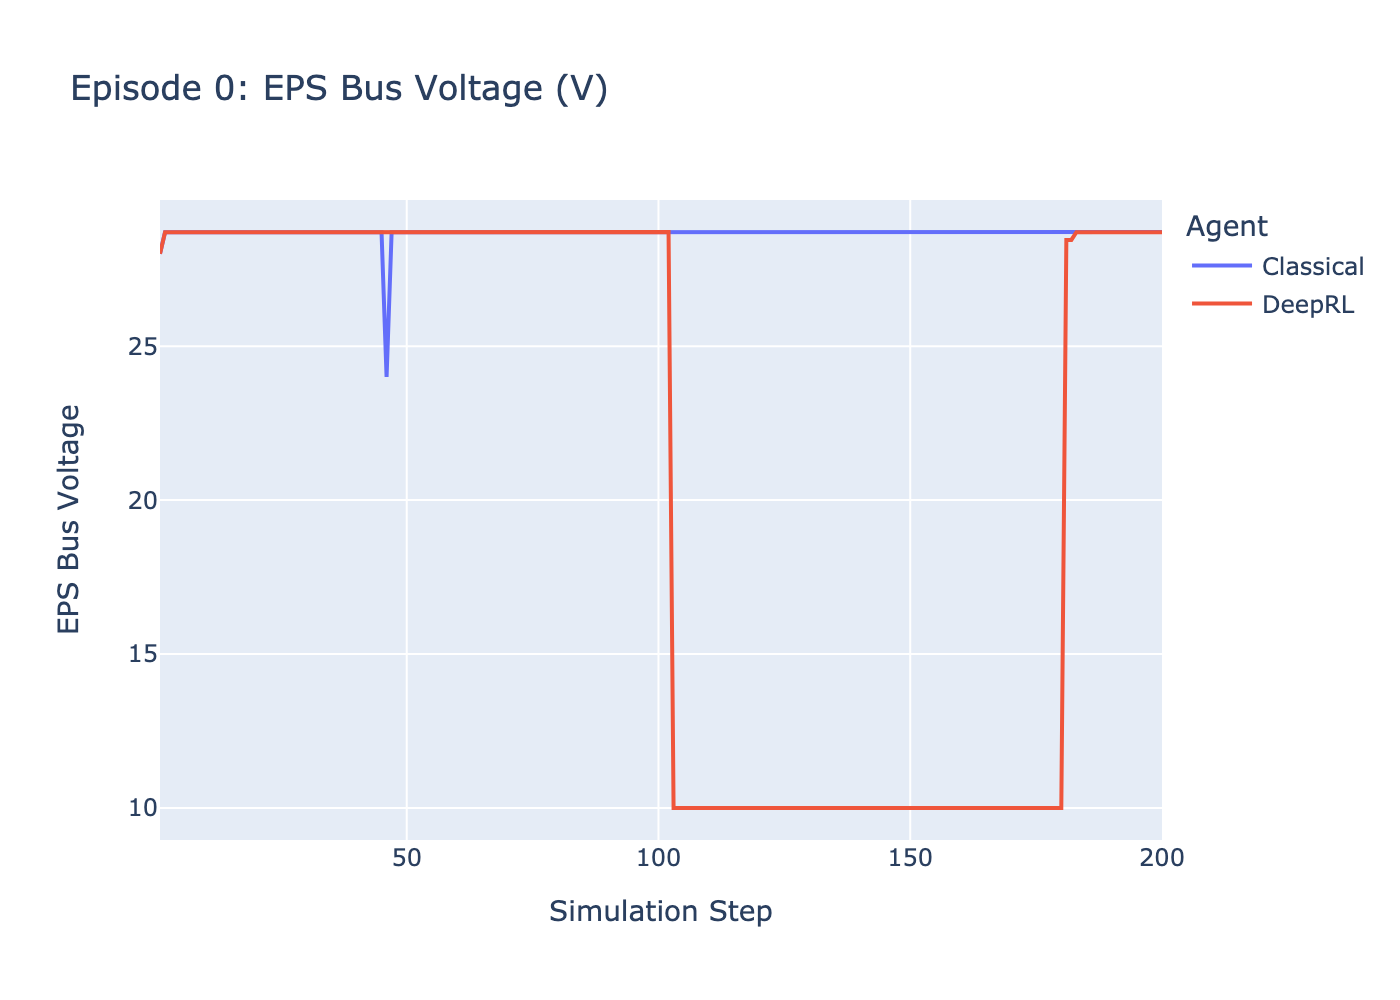 Episode 0: EPS Bus Voltage (V)
Agent
Classical
DeepRL
EPS Bus Voltage
25
20
15
10
50
100
150
200
Simulation Step